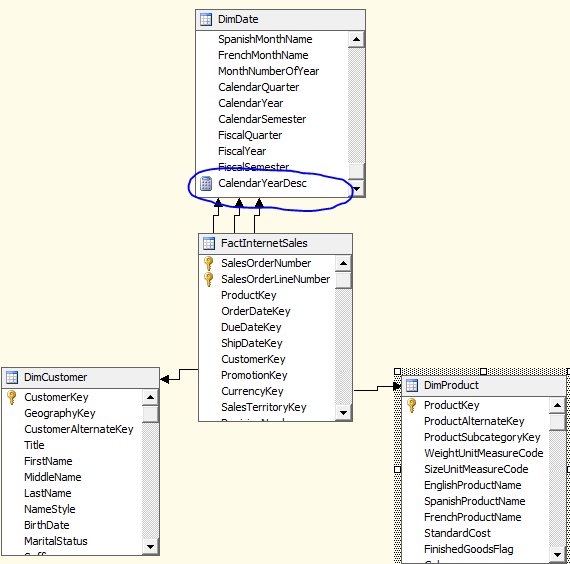 DimDate
SpanishMonthName
FrenchMonthName
MonthNumberOfYear
CalendarQuarter
CalendarYear
CalendarSemester
FiscalQuarter
FiscalYear
FiscalSemester
CalendarYearDesc
FactInternetSales
SalesOrderNumber
SalesOrderLineNumber
ProductKey
OrderDateKey
DueDateKey
ShipDateKey
CustomerKey
PromotionKey
CurrencyKey
SalesTerritoryKey
DimCustomer
CustomerKey
GeographyKey
CustomerAlternateKey
Title
FirstName
MiddleName
LastName
NameStyle
BirthDate
MaritalStatus
DimProduct
ProductKey
ProductAlternateKey
ProductSubcategoryKey
WeightUnitMeasureCode
SizeUnitMeasureCode
EnglishProductName
SpanishProductName
FrenchProductName
StandardCost
FinishedGoodsFlag